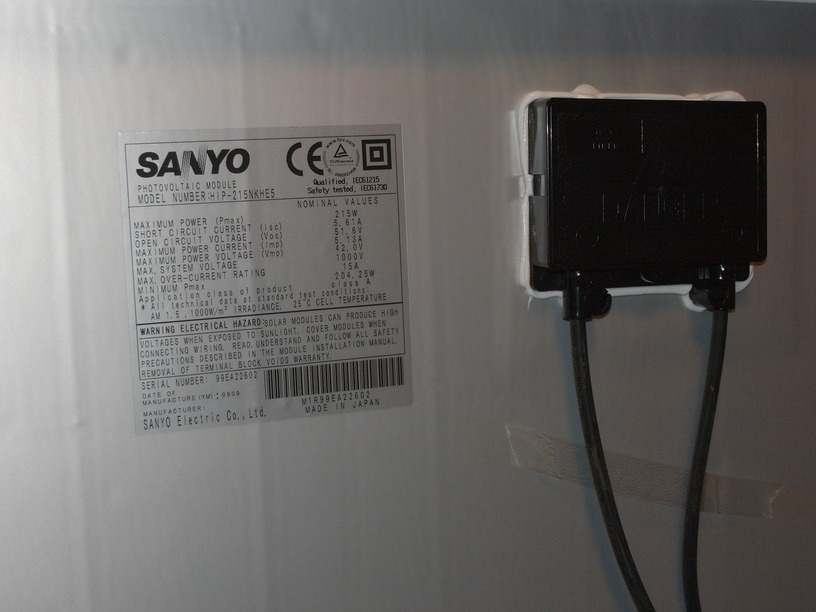 SANYO
CE
Qualified, IEC61215
Safety tested, IEC61730
PHOTOVOLTAIC MODULE
MODEL NUMBER:HIP-215NKHE5
NOMINAL VALUES
MAXIMUM POWER (Pmax) 215W
SHORT CIRCUIT CURRENT (Isc) 5.61A
OPEN CIRCUIT VOLTAGE (Voc) 51.6V
MAXIMUM POWER CURRENT (Imp) 5.13A
MAXIMUM POWER VOLTAGE (Vmp) 42.0V
MAX. SYSTEM VOLTAGE 1000V
MAX. OVER-CURRENT RATING 15A
MINIMUM Pmax 204.25W
Application class of product class A
* All technical data at standard test condition:
AM 1.5, 1000W/m² IRRADIANCE, 25°C CELL TEMPERATURE
WARNING ELECTRICAL HAZARD:SOLAR MODULES CAN PRODUCE HIGH
VOLTAGES WHEN EXPOSED TO SUNLIGHT. COVER MODULES WHEN
CONNECTING WIRING. READ, UNDERSTAND AND FOLLOW ALL SAFETY
PRECAUTIONS DESCRIBED IN THE MODULE INSTALLATION MANUAL.
REMOVAL OF TERMINAL BLOCK VOIDS WARRANTY.
SERIAL NUMBER: 99EA22602
DATE OF
MANUFACTURE(YM):0909
M1R99EA22602
MADE IN JAPAN
MANUFACTURER:
SANYO Electric Co., Ltd.
DANGER